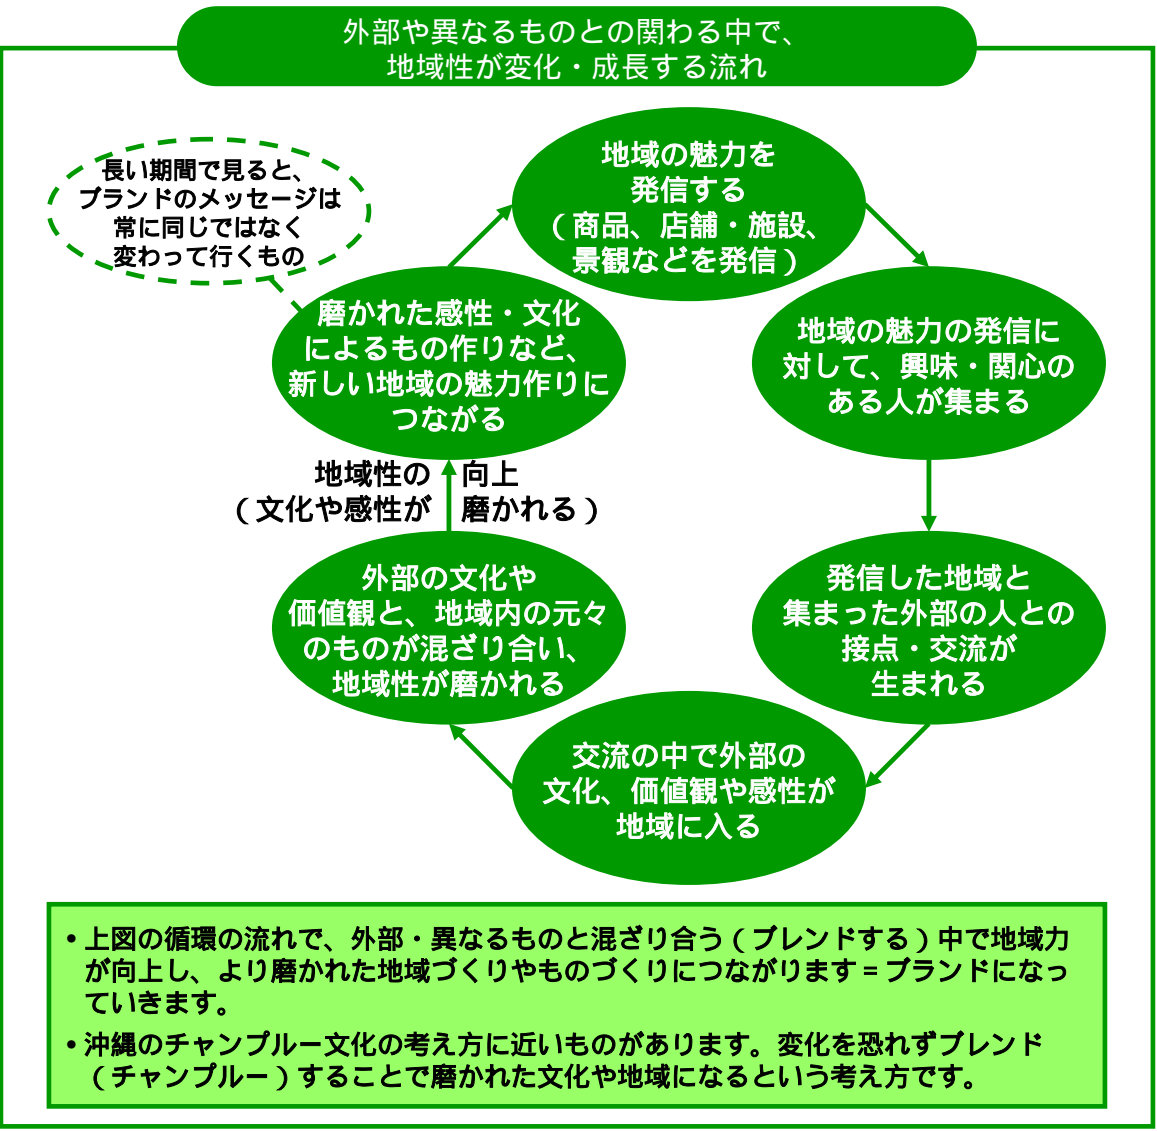 外部や異なるものとの関わる中で、
地域性が変化・成長する流れ
長い期間で見ると、
ブランドのメッセージは
常に同じではなく
変わって行くもの
地域の魅力を
発信する
（商品、店舗・施設、
景観などを発信）
地域の魅力の発信に
対して、興味・関心の
ある人が集まる
発信した地域と
集まった外部の人との
接点・交流が
生まれる
交流の中で外部の
文化、価値観や感性が
地域に入る
外部の文化や
価値観と、地域内の元々
のものが混ざり合い、
地域性が磨かれる
地域性の 向上
（文化や感性が 磨かれる）
磨かれた感性・文化
によるもの作りなど、
新しい地域の魅力作りに
つながる
•上図の循環の流れで、外部・異なるものと混ざり合う（ブレンドする）中で地域力
が向上し、より磨かれた地域づくりやものづくりにつながります＝ブランドになっ
ていきます。
•沖縄のチャンプルー文化の考え方に近いものがあります。変化を恐れずブレンド
（チャンプルー）することで磨かれた文化や地域になるという考え方です。